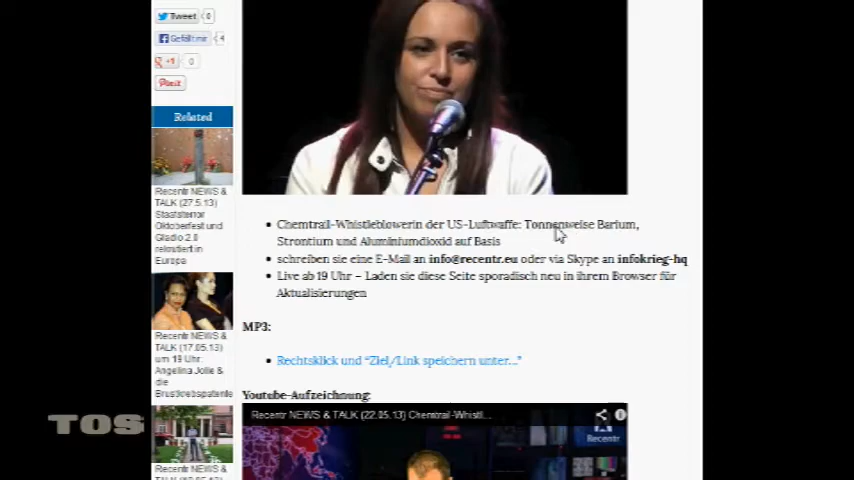 Tweet 0
Gefällt mir 4
+1 0
Pin it
Related
Recentr NEWS &
TALK (27.5.13)
Staatsterror
Oktoberfest und
Gladio 2.0
relostiert in
Europa
Recentr NEWS &
TALK (17.05.13)
um 19 Uhr:
Angelina Jolie &
die
Brustkrebspatente
Recentr NEWS &
Chemtrail-Whistleblowerin der US-Luftwaffe: Tonnenweise Barium,
Strontium und Aluminiumdioxid auf Basis
schreiben sie eine E-Mail an info@recentr.eu oder via Skype an infokrieg-hq
Live ab 19 Uhr – Laden sie diese Seite sporadisch neu in ihrem Browser für
Aktualisierungen
MP3:
Rechtsklick und “Ziel/Link speichern unter...”
Youtube-Aufzeichnung:
Recentr NEWS & TALK (22.05.13) Chemtrail-Whistl...
Recentr
TOS